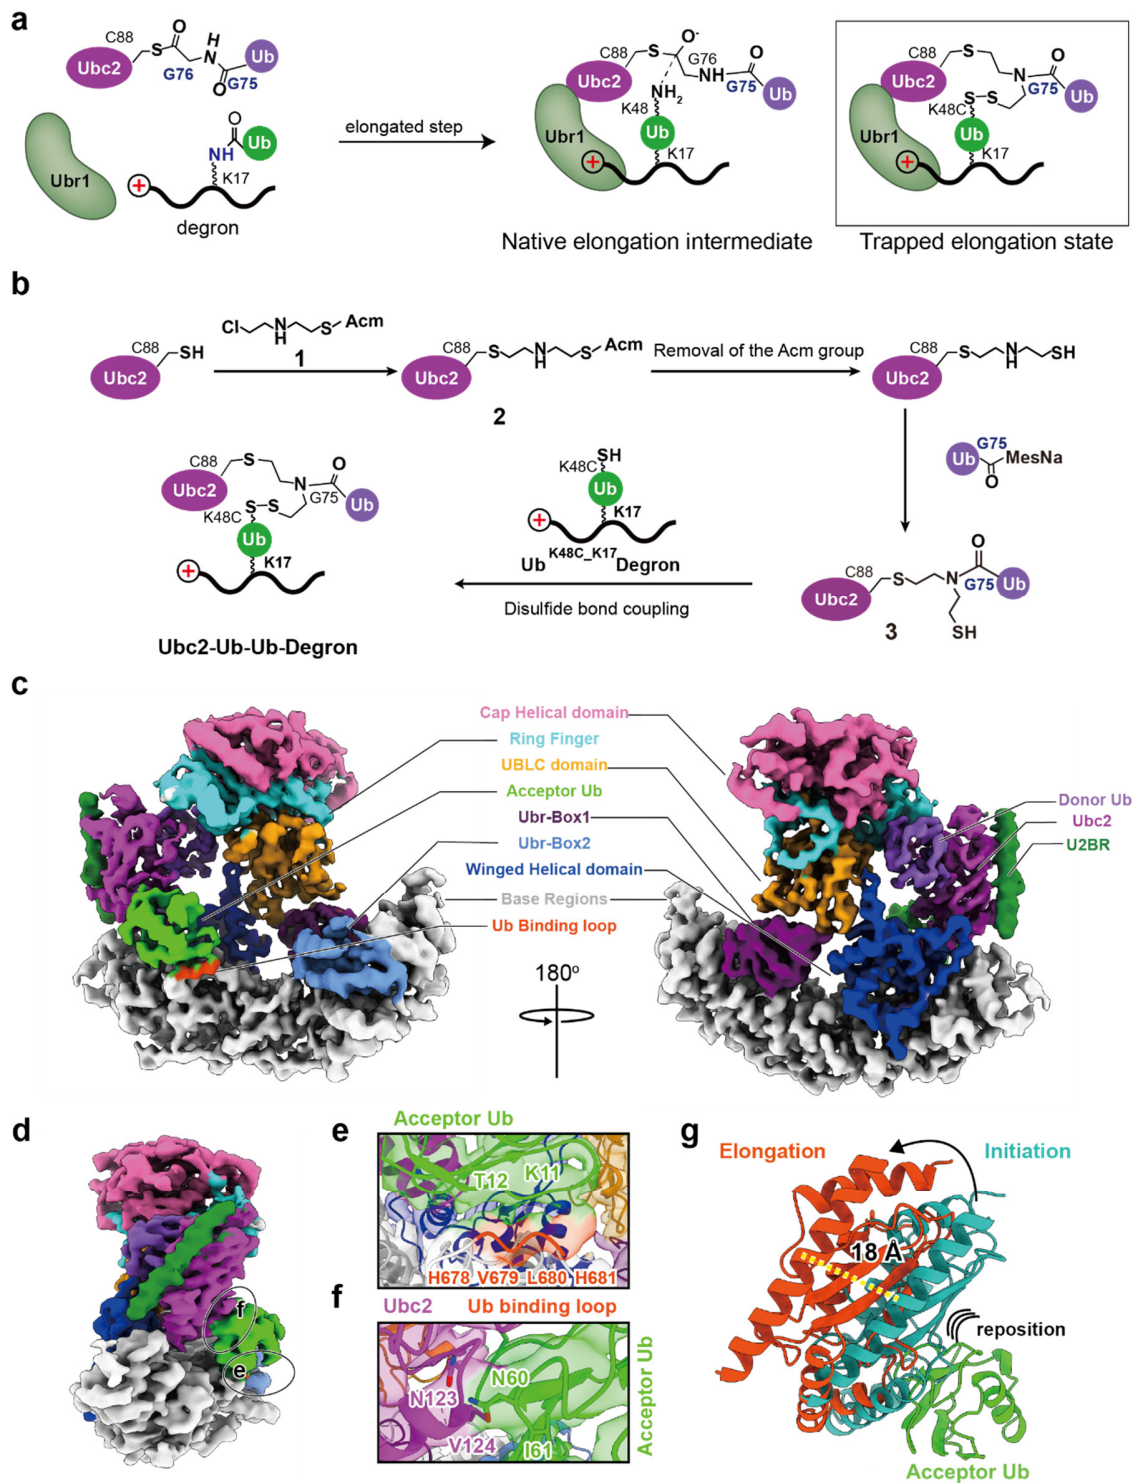 a
C88
S
O
H
N
Ubc2
G76
O
G75
Ub
O
Ub
NH
Ubr1
K17
+
degron
elongated step
O-
C88
S
G76
O
Ubc2
NH
G75
Ub
NH2
K48
Ub
Ubr1
K17
+
Native elongation intermediate
C88
S
O
Ubc2
N
G75
S-S
Ub
K48C
Ub
Ubr1
K17
+
Trapped elongation state
b
C88
SH
Ubc2
Cl
N
H
S
Acm
1
C88
S
N
H
S
Acm
Ubc2
2
Removal of the Acm group
C88
S
N
H
SH
Ubc2
G75
Ub
C
O
MesNa
C88
S
O
Ubc2
N
G75
Ub
SH
3
SH
K48C
Ub
K17
+
Ub K48C_K17 Degron
Disulfide bond coupling
C88
S
O
Ubc2
N
S-S
G75
Ub
K48C
Ub
K17
+
Ubc2-Ub-Ub-Degron
c
Cap Helical domain
Ring Finger
UBLC domain
Acceptor Ub
Ubr-Box1
Ubr-Box2
Winged Helical domain
Base Regions
Ub Binding loop
Donor Ub
Ubc2
U2BR
180o
d
f
e
e
Acceptor Ub
T12
K11
H678 V679 L680 H681
f
Ubc2
Ub binding loop
N60
N123
V124
I61
Acceptor Ub
g
Elongation
Initiation
18 Å
reposition
Acceptor Ub